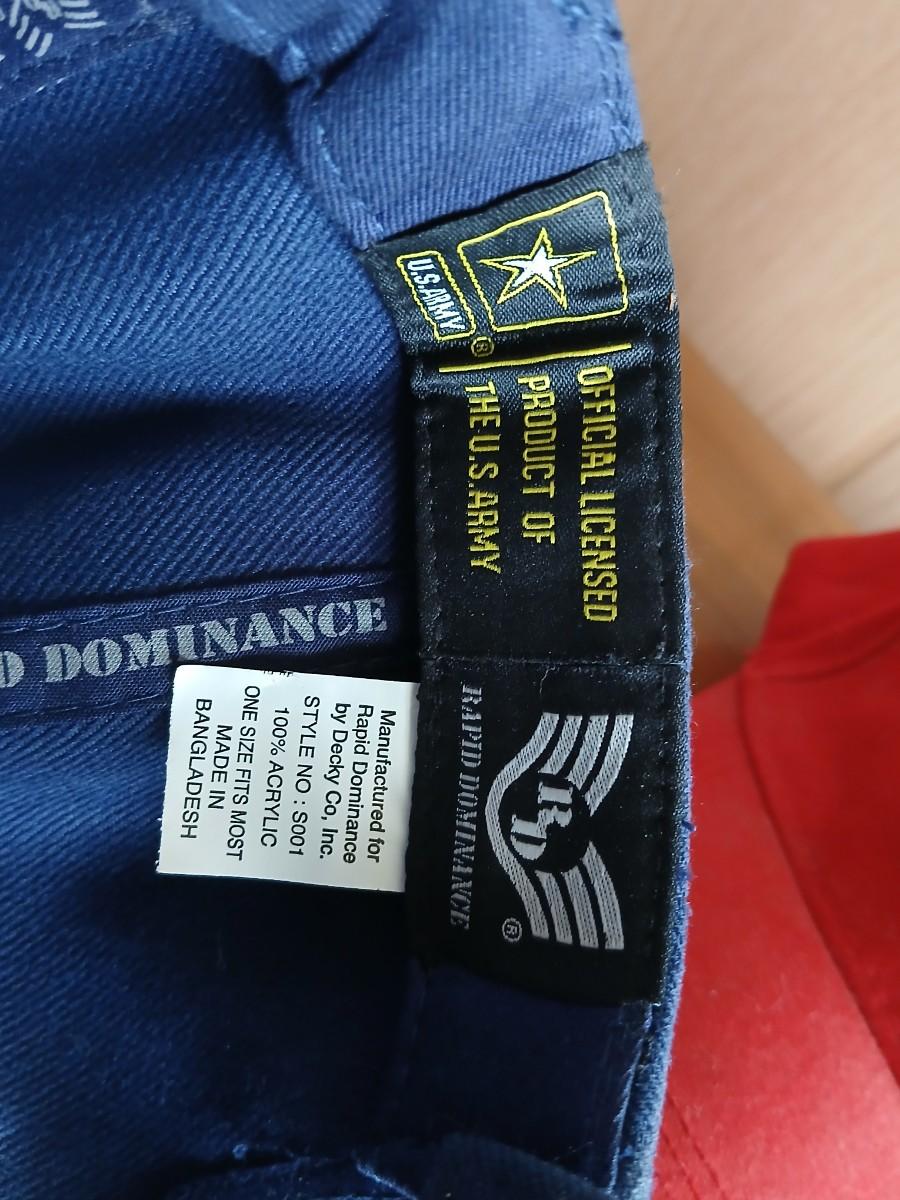 U.S.ARMY
®
OFFICIAL LICENSED
PRODUCT OF
THE U.S.ARMY
RD
®
RAPID DOMINANCE
D DOMINANCE
Manufactured for
Rapid Dominance
by Decky Co, Inc.
STYLE NO : S001
100% ACRYLIC
ONE SIZE FITS MOST
MADE IN
BANGLADESH